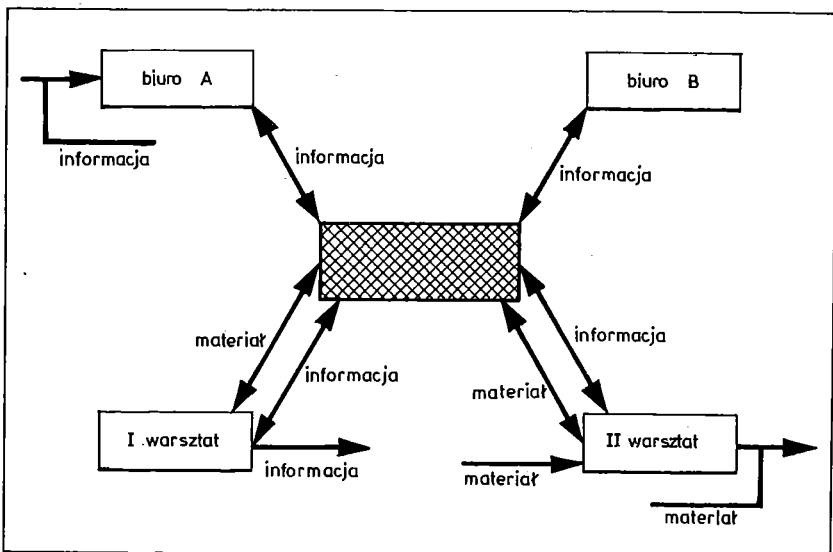 biuro A
biuro B
informacja
informacja
informacja
materiał
informacja
informacja
materiał
I warsztat
II warsztat
informacja
materiał
materiał